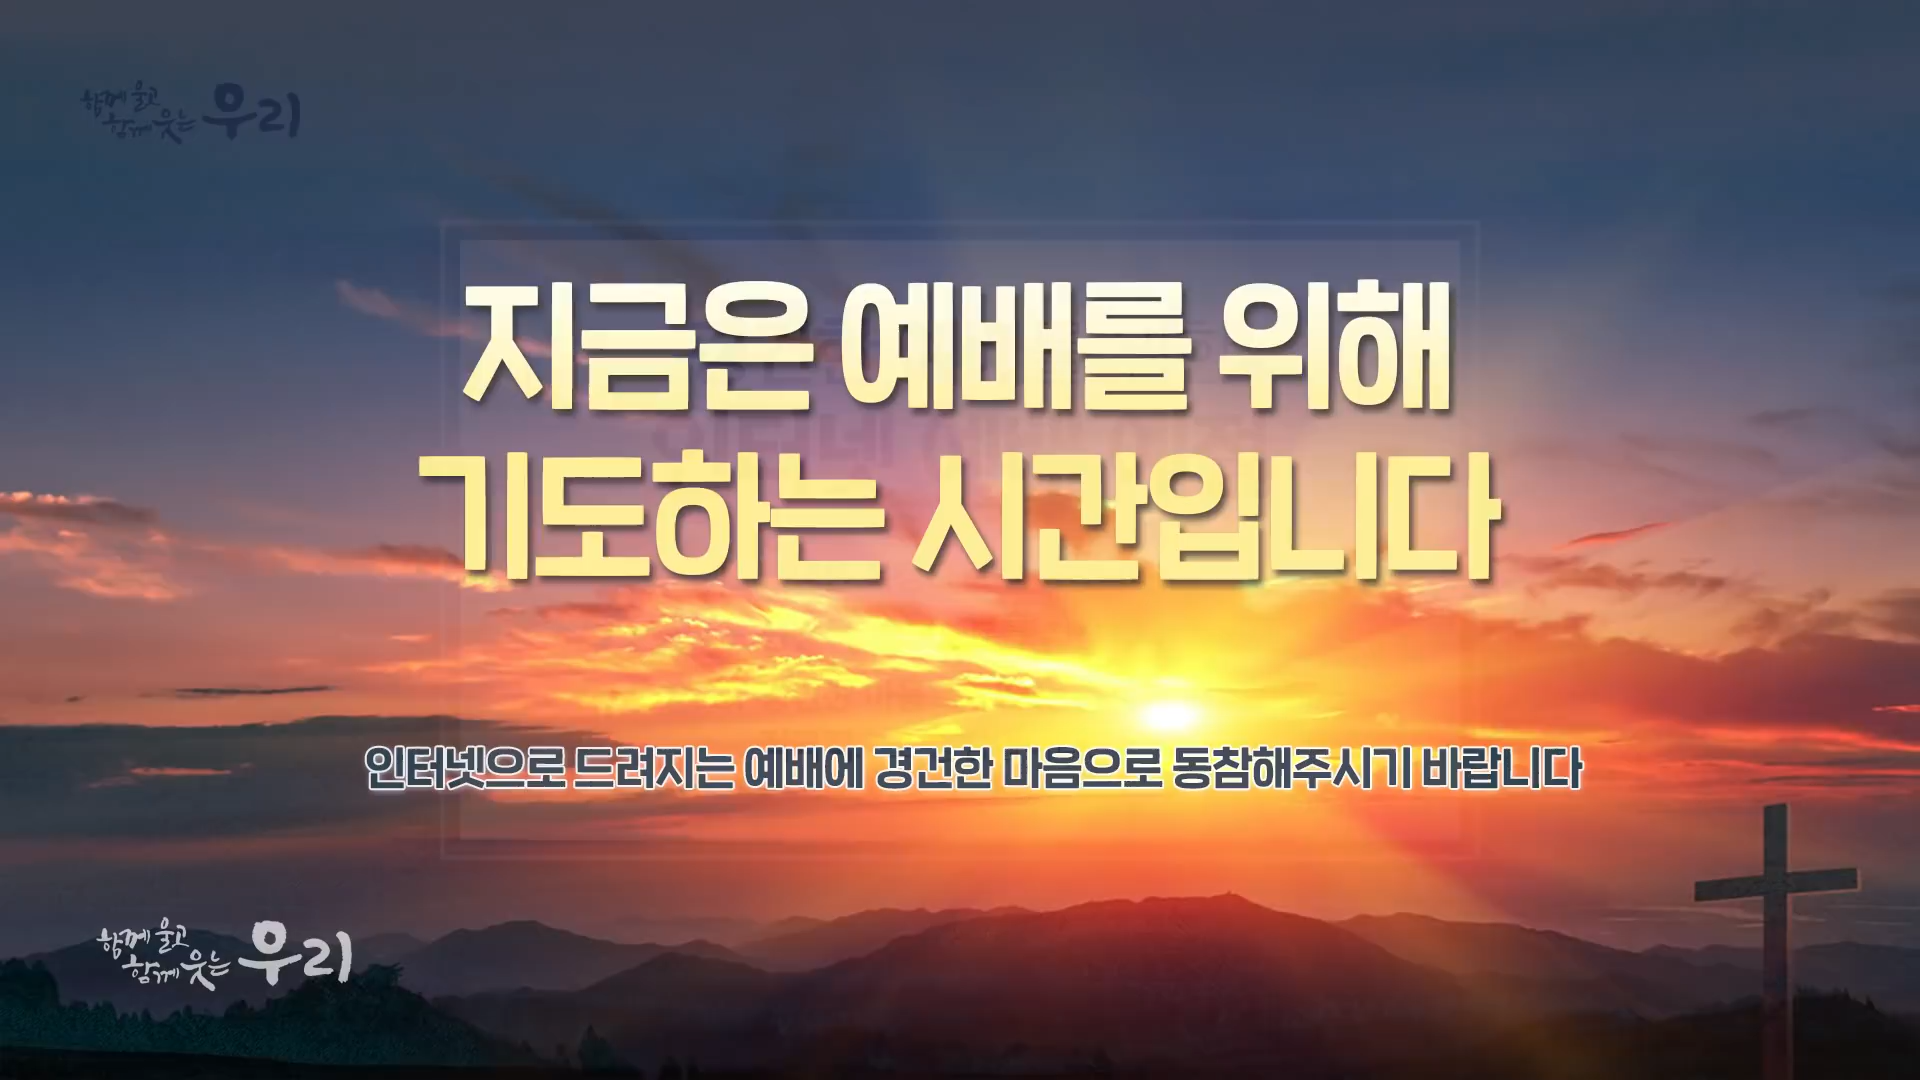 함께 울고
함께 웃는 우리
지금은 예배를 위해
기도하는 시간입니다
인터넷으로 드려지는 예배에 경건한 마음으로 동참해주시기 바랍니다
함께 울고
함께 웃는 우리